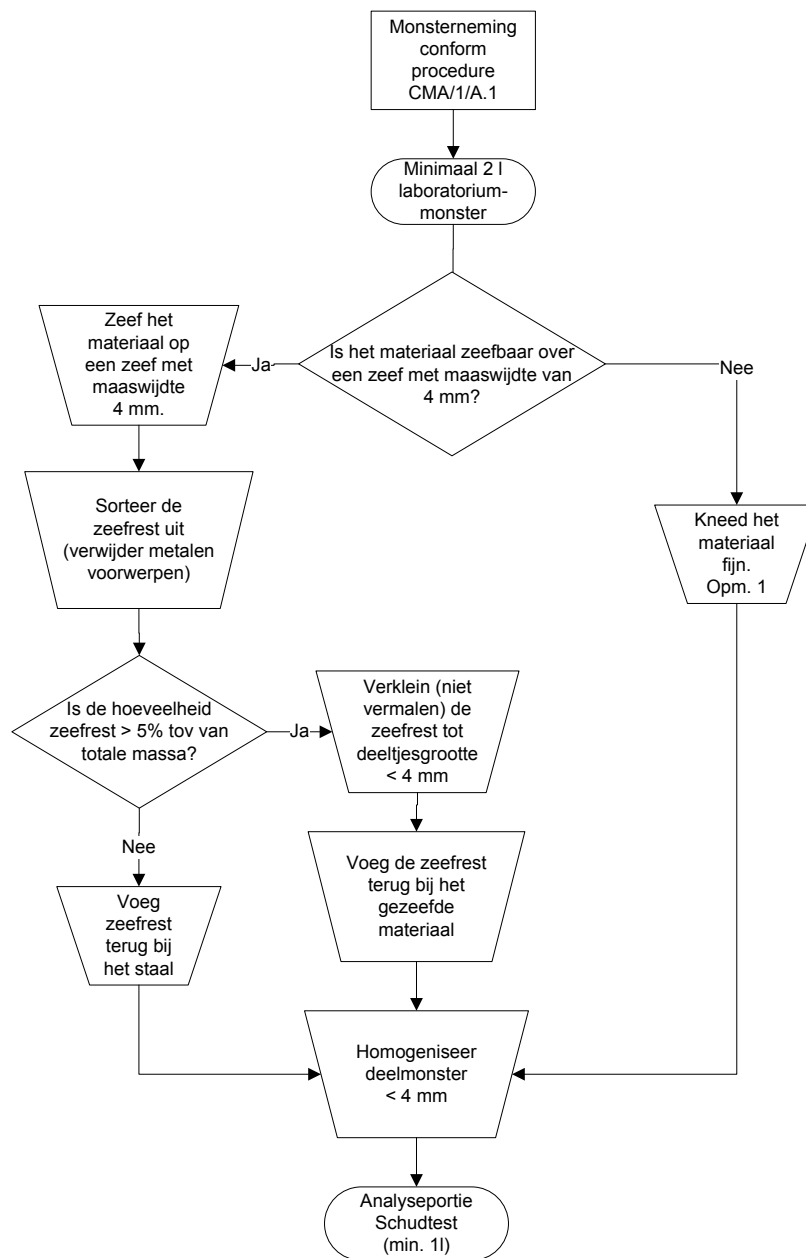 Monsterneming
conform
procedure
CMA/1/A.1
Minimaal 2 l
laboratorium-
monster
Is het materiaal zeefbaar over
een zeef met maaswijdte van
4 mm?
Ja
Nee
Zeef het
materiaal op
een zeef met
maaswijdte
4 mm.
Sorteer de
zeefrest uit
(verwijder metalen
voorwerpen)
Kneed het
materiaal
fijn.
Opm. 1
Is de hoeveelheid
zeefrest > 5% tov van
totale massa?
Ja
Verklein (niet
vermalen) de
zeefrest tot
deeltjesgrootte
< 4 mm
Nee
Voeg
zeefrest
terug bij
het staal
Voeg de zeefrest
terug bij het
gezeefde
materiaal
Homogeniseer
deelmonster
< 4 mm
Analyseportie
Schudtest
(min. 1l)